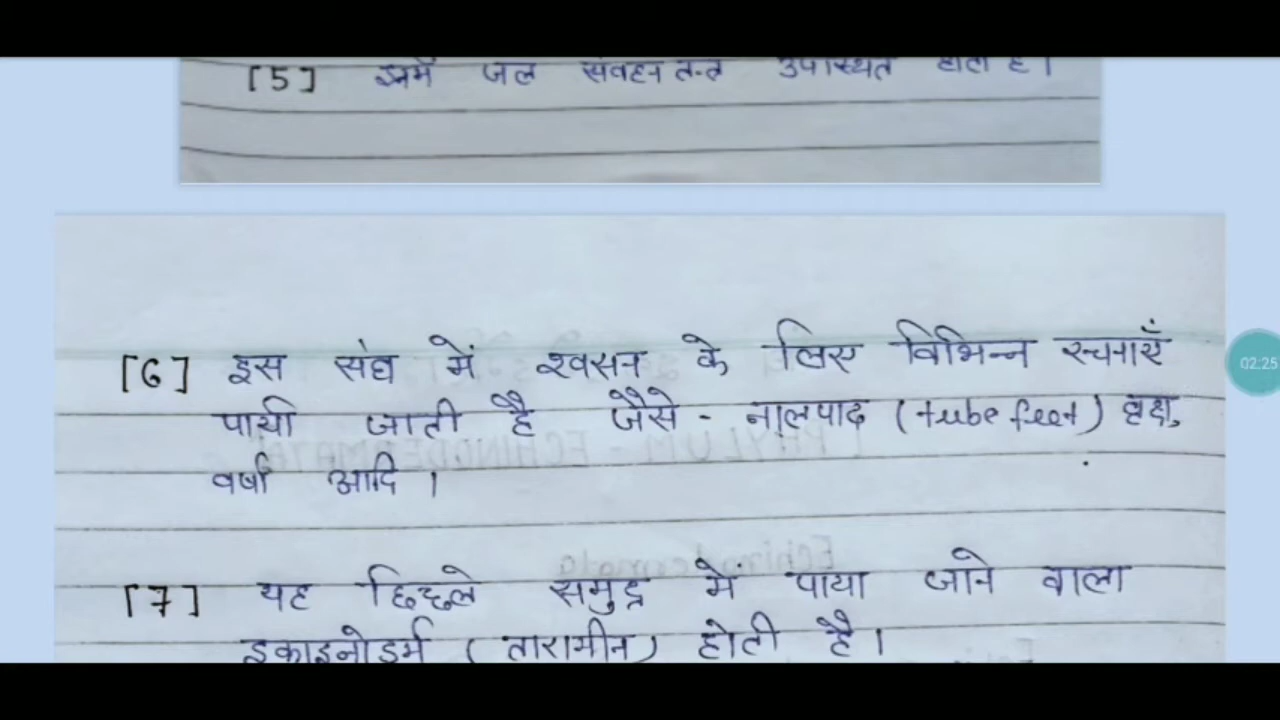 [5] इनमें जल संवहन तन्त्र उपस्थित होता है।
[6] इस संघ में श्वसन के लिए विभिन्न रचनाएँ
02:25
पायी जाती है जैसे - नालपाद (tube feet)
वर्षा आदि।
[7] यह छिछले समुद्र में पाया जाने वाला
इकाइनोडर्म (तारामीन) होती है।